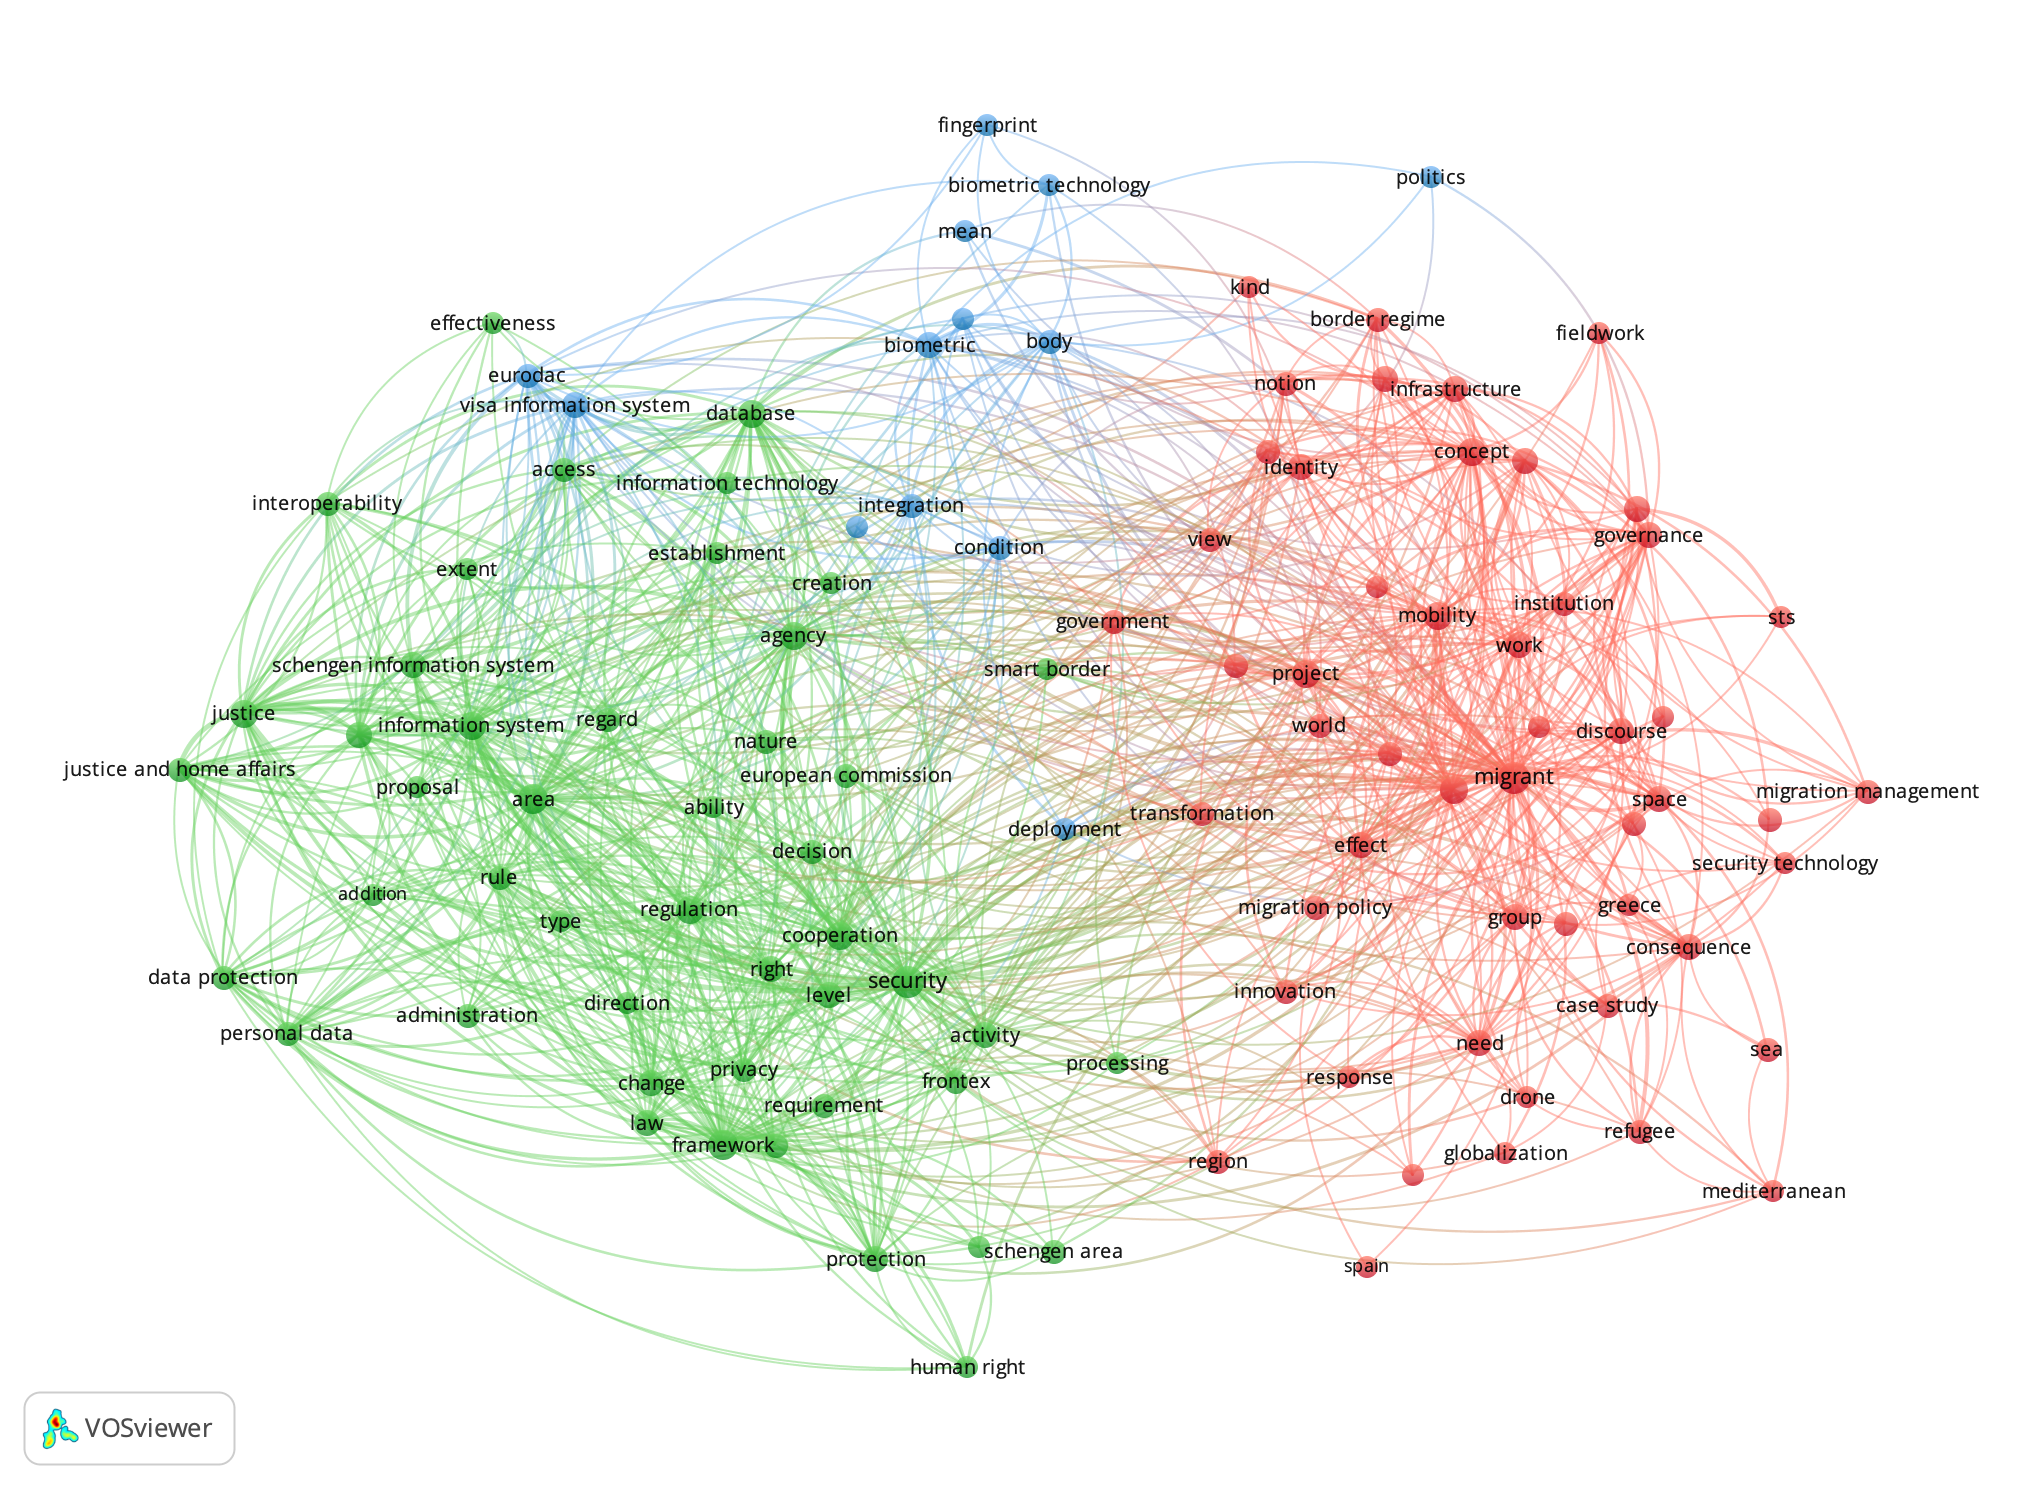 fingerprint
politics
biometric technology
mean
kind
border regime
effectiveness
fieldwork
biometric
body
eurodac
notion
infrastructure
visa information system
database
concept
access
identity
information technology
interoperability
integration
governance
view
condition
establishment
extent
creation
institution
mobility
sts
government
agency
work
schengen information system
smart border
project
justice
information system
regard
world
discourse
nature
justice and home affairs
european commission
migrant
proposal
migration management
area
ability
space
transformation
deployment
effect
decision
security technology
rule
addition
migration policy
greece
regulation
type
group
cooperation
consequence
right
data protection
security
innovation
level
direction
case study
administration
personal data
activity
need
sea
processing
privacy
response
frontex
change
drone
requirement
law
refugee
framework
globalization
region
mediterranean
schengen area
protection
spain
human right
VOSviewer